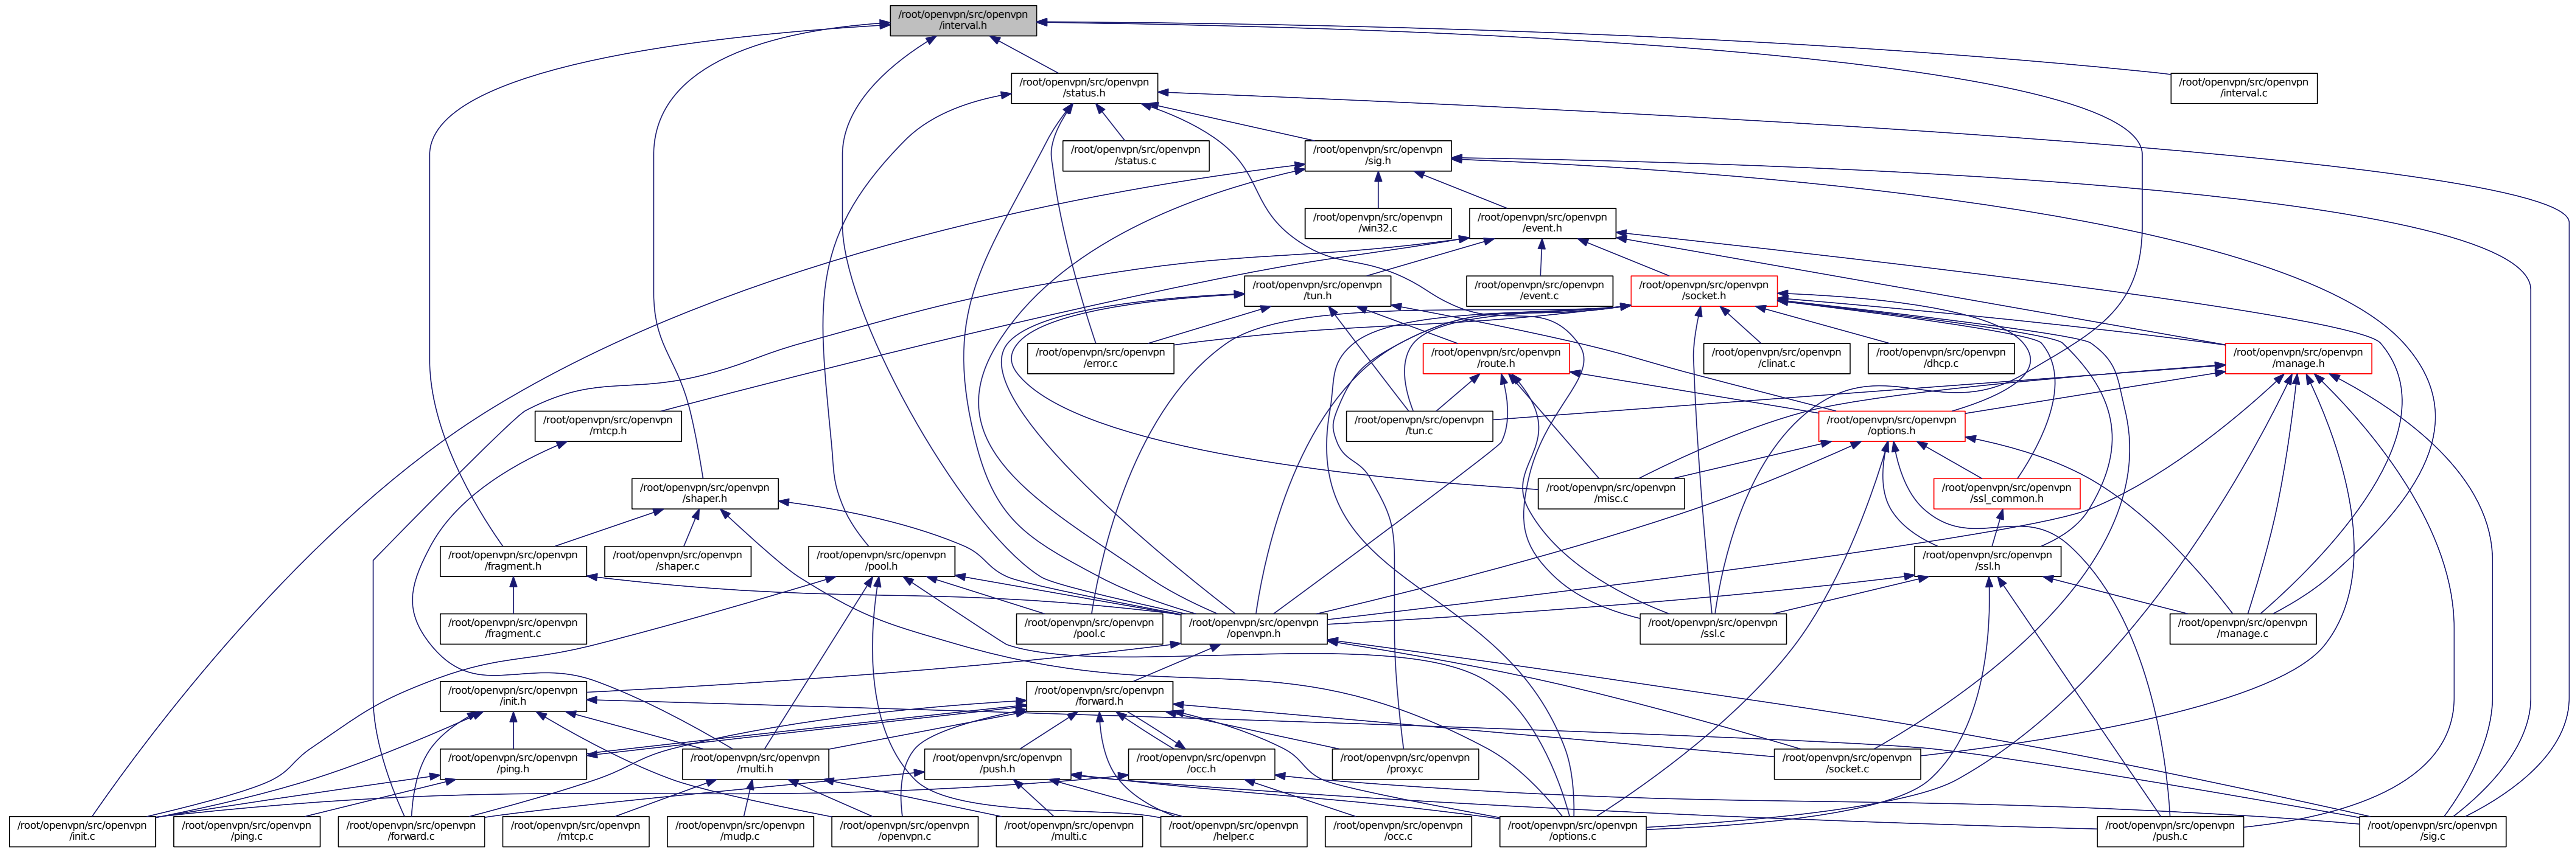 /root/openvpn/src/openvpn
/interval.h
/root/openvpn/src/openvpn
/status.h
/root/openvpn/src/openvpn
/interval.c
/root/openvpn/src/openvpn
/status.c
/root/openvpn/src/openvpn
/sig.h
/root/openvpn/src/openvpn
/win32.c
/root/openvpn/src/openvpn
/event.h
/root/openvpn/src/openvpn
/tun.h
/root/openvpn/src/openvpn
/event.c
/root/openvpn/src/openvpn
/socket.h
/root/openvpn/src/openvpn
/error.c
/root/openvpn/src/openvpn
/route.h
/root/openvpn/src/openvpn
/clinat.c
/root/openvpn/src/openvpn
/dhcp.c
/root/openvpn/src/openvpn
/manage.h
/root/openvpn/src/openvpn
/mtcp.h
/root/openvpn/src/openvpn
/tun.c
/root/openvpn/src/openvpn
/options.h
/root/openvpn/src/openvpn
/shaper.h
/root/openvpn/src/openvpn
/misc.c
/root/openvpn/src/openvpn
/ssl_common.h
/root/openvpn/src/openvpn
/fragment.h
/root/openvpn/src/openvpn
/shaper.c
/root/openvpn/src/openvpn
/pool.h
/root/openvpn/src/openvpn
/ssl.h
/root/openvpn/src/openvpn
/fragment.c
/root/openvpn/src/openvpn
/pool.c
/root/openvpn/src/openvpn
/openvpn.h
/root/openvpn/src/openvpn
/ssl.c
/root/openvpn/src/openvpn
/manage.c
/root/openvpn/src/openvpn
/init.h
/root/openvpn/src/openvpn
/forward.h
/root/openvpn/src/openvpn
/ping.h
/root/openvpn/src/openvpn
/multi.h
/root/openvpn/src/openvpn
/push.h
/root/openvpn/src/openvpn
/occ.h
/root/openvpn/src/openvpn
/proxy.c
/root/openvpn/src/openvpn
/socket.c
/root/openvpn/src/openvpn
/init.c
/root/openvpn/src/openvpn
/ping.c
/root/openvpn/src/openvpn
/forward.c
/root/openvpn/src/openvpn
/mtcp.c
/root/openvpn/src/openvpn
/mudp.c
/root/openvpn/src/openvpn
/openvpn.c
/root/openvpn/src/openvpn
/multi.c
/root/openvpn/src/openvpn
/helper.c
/root/openvpn/src/openvpn
/occ.c
/root/openvpn/src/openvpn
/options.c
/root/openvpn/src/openvpn
/push.c
/root/openvpn/src/openvpn
/sig.c